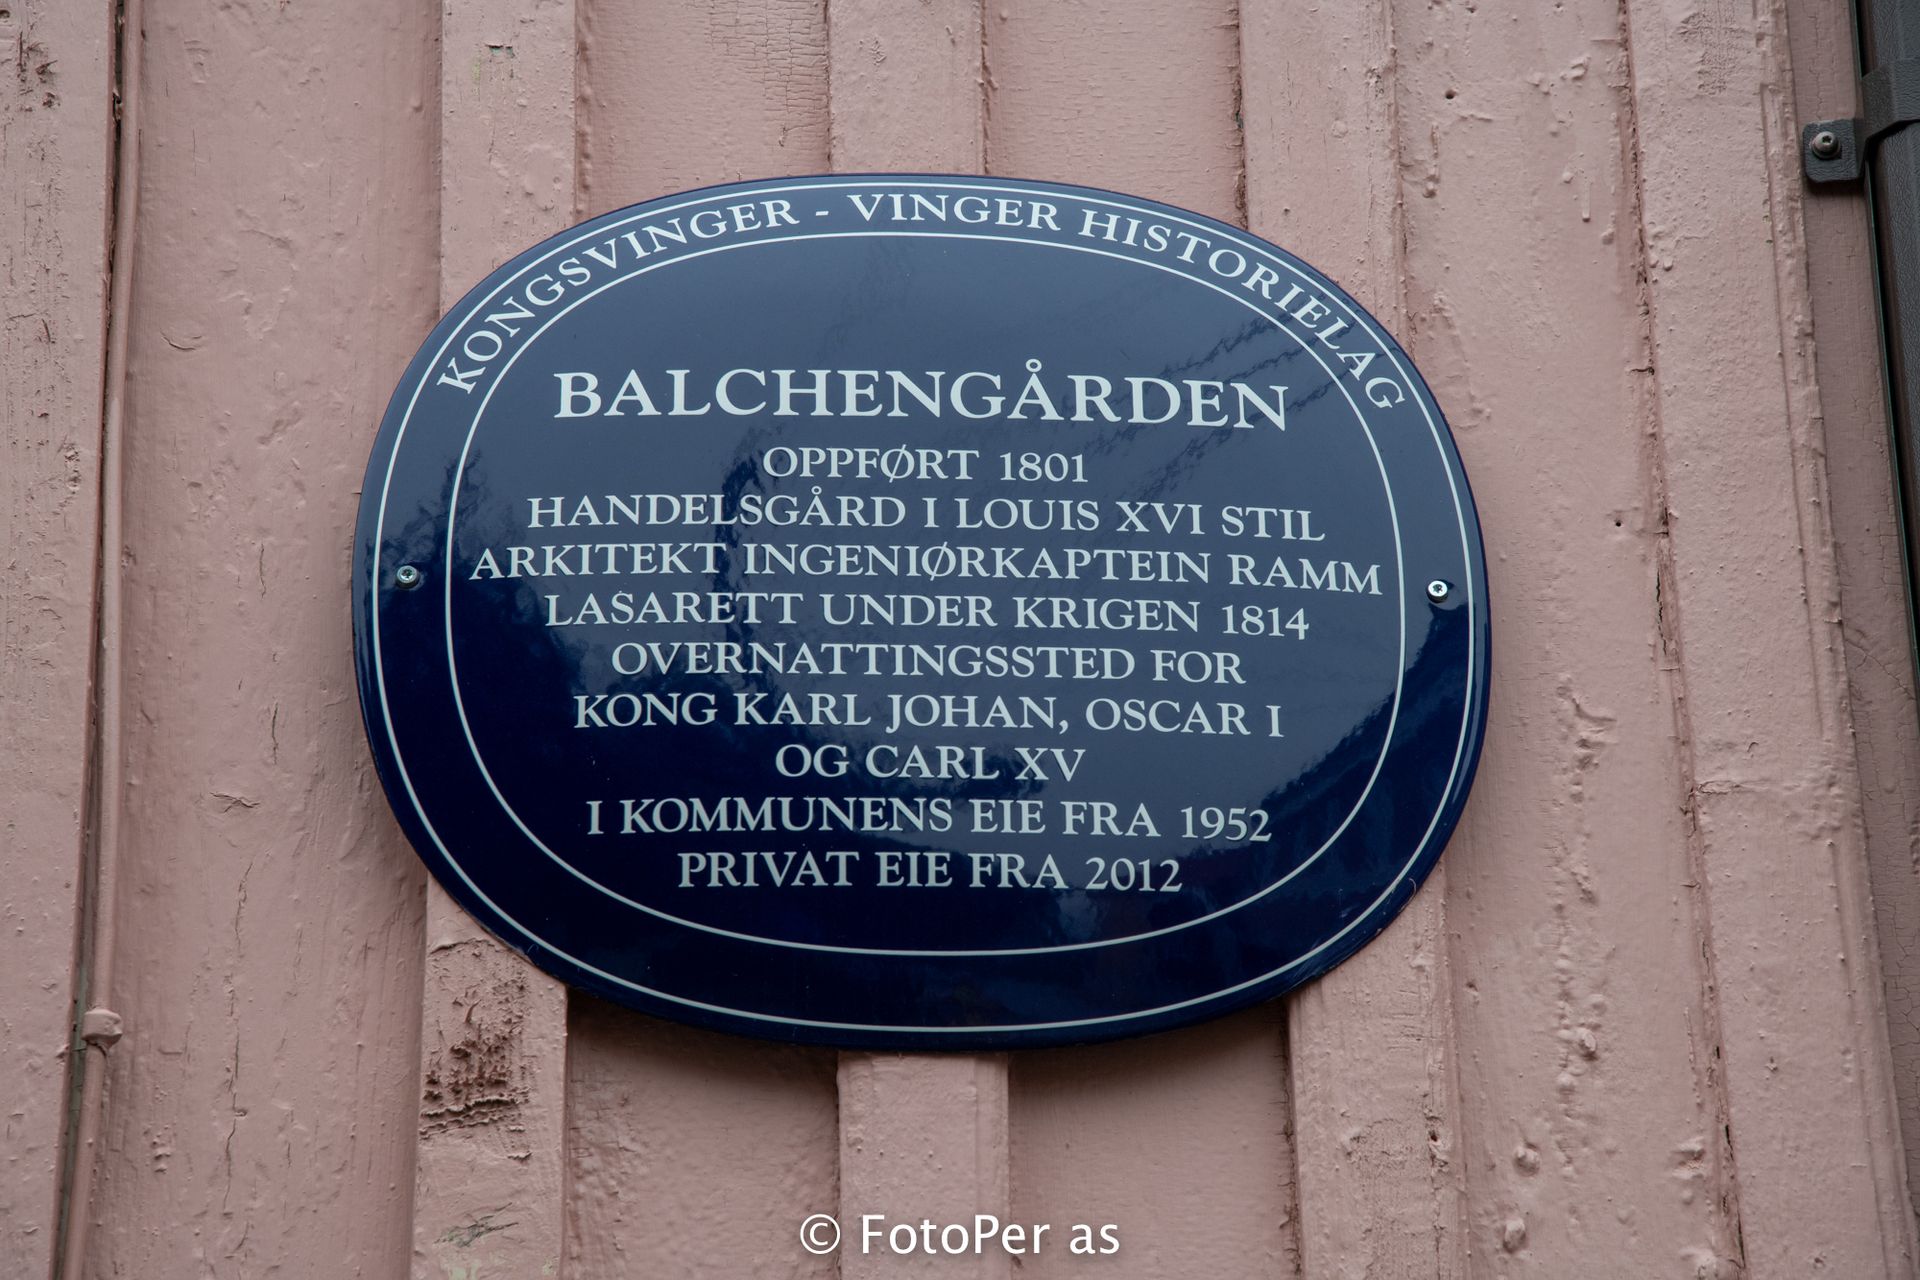 KONGSVINGER - VINGER HISTORIELAG
BALCHENGÅRDEN
OPPFØRT 1801
HANDELSGÅRD I LOUIS XVI STIL
ARKITEKT INGENIØRKAPTEIN RAMM
LASARETT UNDER KRIGEN 1814
OVERNATTINGSSTED FOR
KONG KARL JOHAN, OSCAR I
OG CARL XV
I KOMMUNENS EIE FRA 1952
PRIVAT EIE FRA 2012
© FotoPer as